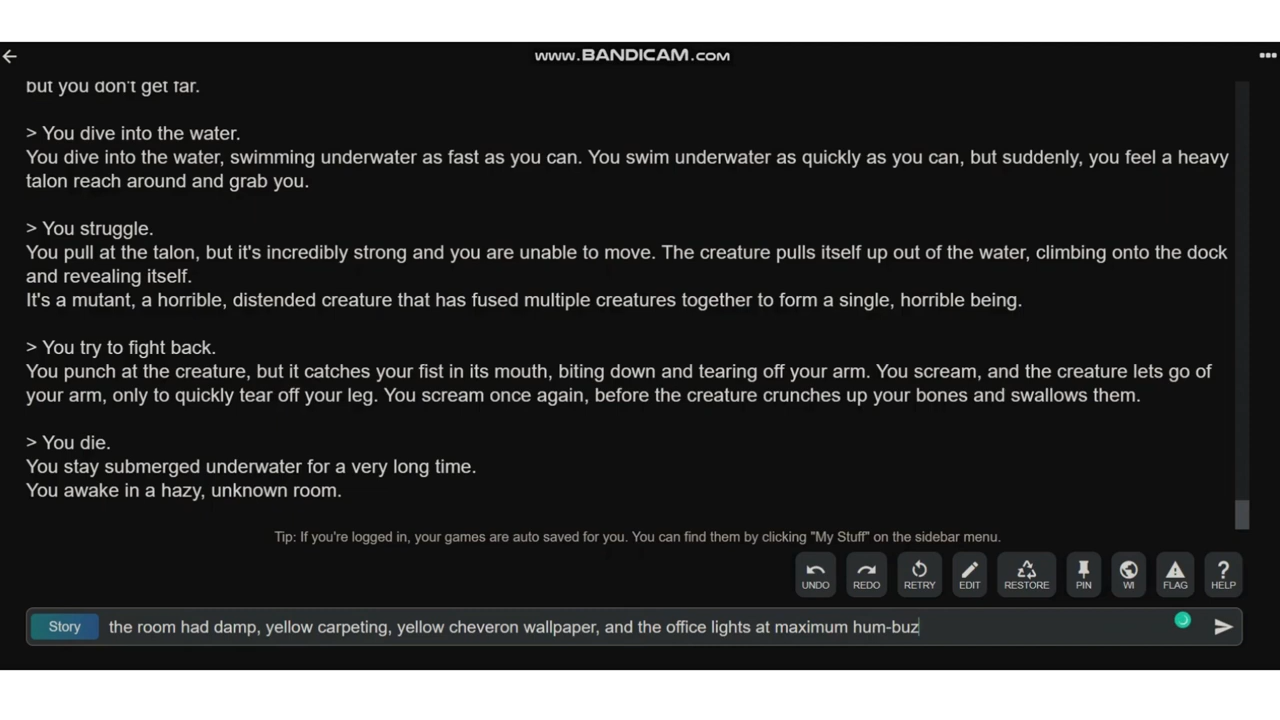 www.BANDICAM.com
but you don't get far.
> You dive into the water.
You dive into the water, swimming underwater as fast as you can. You swim underwater as quickly as you can, but suddenly, you feel a heavy
talon reach around and grab you.
> You struggle.
You pull at the talon, but it's incredibly strong and you are unable to move. The creature pulls itself up out of the water, climbing onto the dock
and revealing itself.
It's a mutant, a horrible, distended creature that has fused multiple creatures together to form a single, horrible being.
> You try to fight back.
You punch at the creature, but it catches your fist in its mouth, biting down and tearing off your arm. You scream, and the creature lets go of
your arm, only to quickly tear off your leg. You scream once again, before the creature crunches up your bones and swallows them.
> You die.
You stay submerged underwater for a very long time.
You awake in a hazy, unknown room.
Tip: If you're logged in, your games are auto saved for you. You can find them by clicking "My Stuff" on the sidebar menu.
UNDO REDO RETRY EDIT RESTORE PIN WI FLAG HELP
Story the room had damp, yellow carpeting, yellow cheveron wallpaper, and the office lights at maximum hum-buz